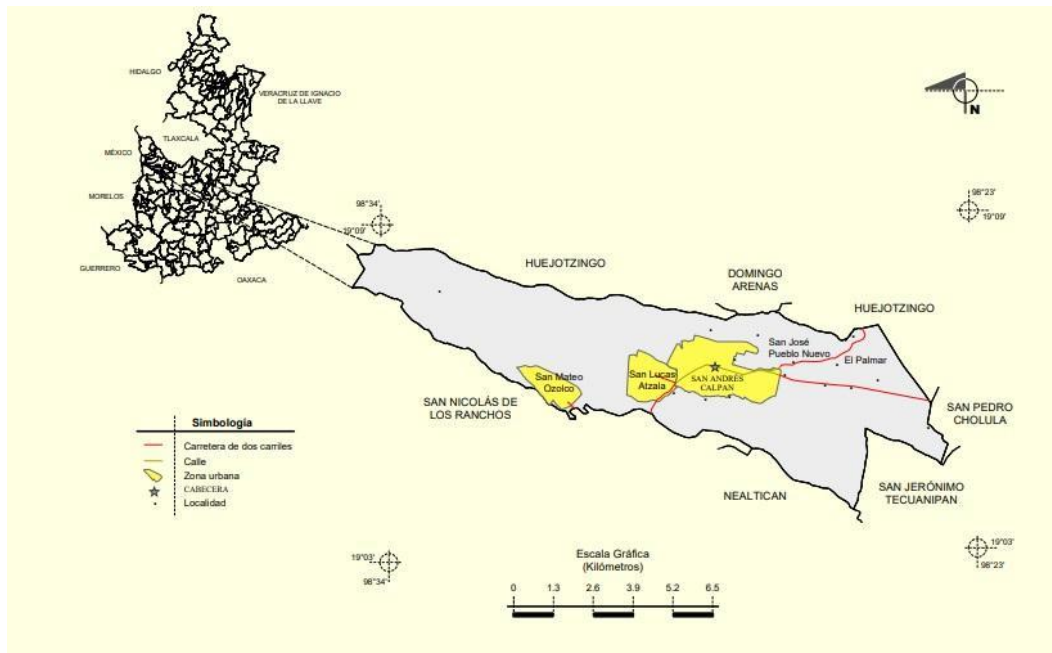 HIDALGO
VERACRUZ DE IGNACIO
DE LA LLAVE
TLAXCALA
MÉXICO
MORELOS
GUERRERO
OAXACA
N
98°34'
19°09'
98°23'
19°09'
HUEJOTZINGO
DOMINGO
ARENAS
HUEJOTZINGO
San José
Pueblo Nuevo
El Palmar
San Mateo
Ozolco
San Lucas
Atzala
SAN ANDRÉS
CALPAN
SAN NICOLÁS DE
LOS RANCHOS
SAN PEDRO
CHOLULA
NEALTICAN
SAN JERÓNIMO
TECUANIPAN
Simbología
Carretera de dos carriles
Calle
Zona urbana
CABECERA
Localidad
19°03'
98°34'
19°03'
98°23'
Escala Gráfica
(Kilómetros)
0 1.3 2.6 3.9 5.2 6.5